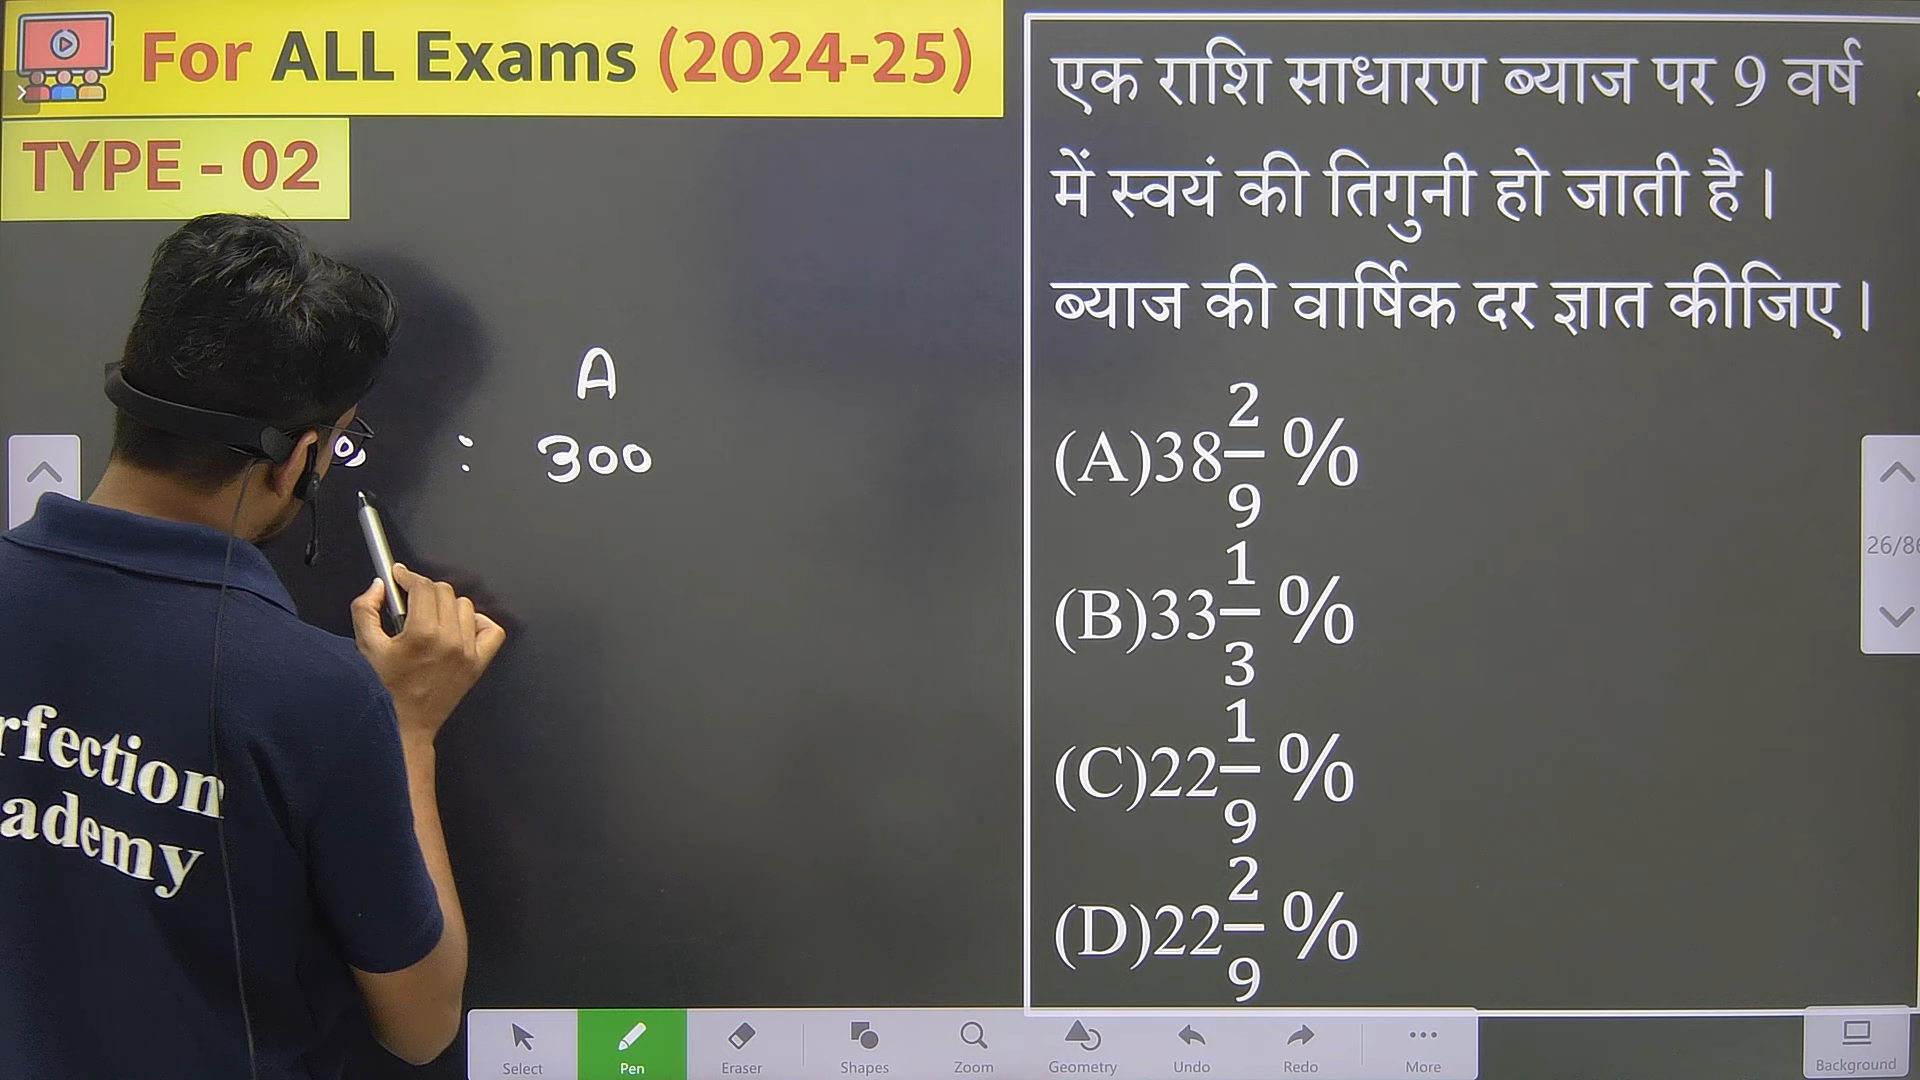 For ALL Exams (2024-25)
TYPE - 02
A
: 300
एक राशि साधारण ब्याज पर 9 वर्ष
में स्वयं की तिगुनी हो जाती है।
ब्याज की वार्षिक दर ज्ञात कीजिए।
(A)38 2/9 %
(B)33 1/3 %
(C)22 1/9 %
(D)22 2/9 %
26/86
rfection
ademy
Select Pen Eraser Shapes Zoom Geometry Undo Redo More Background